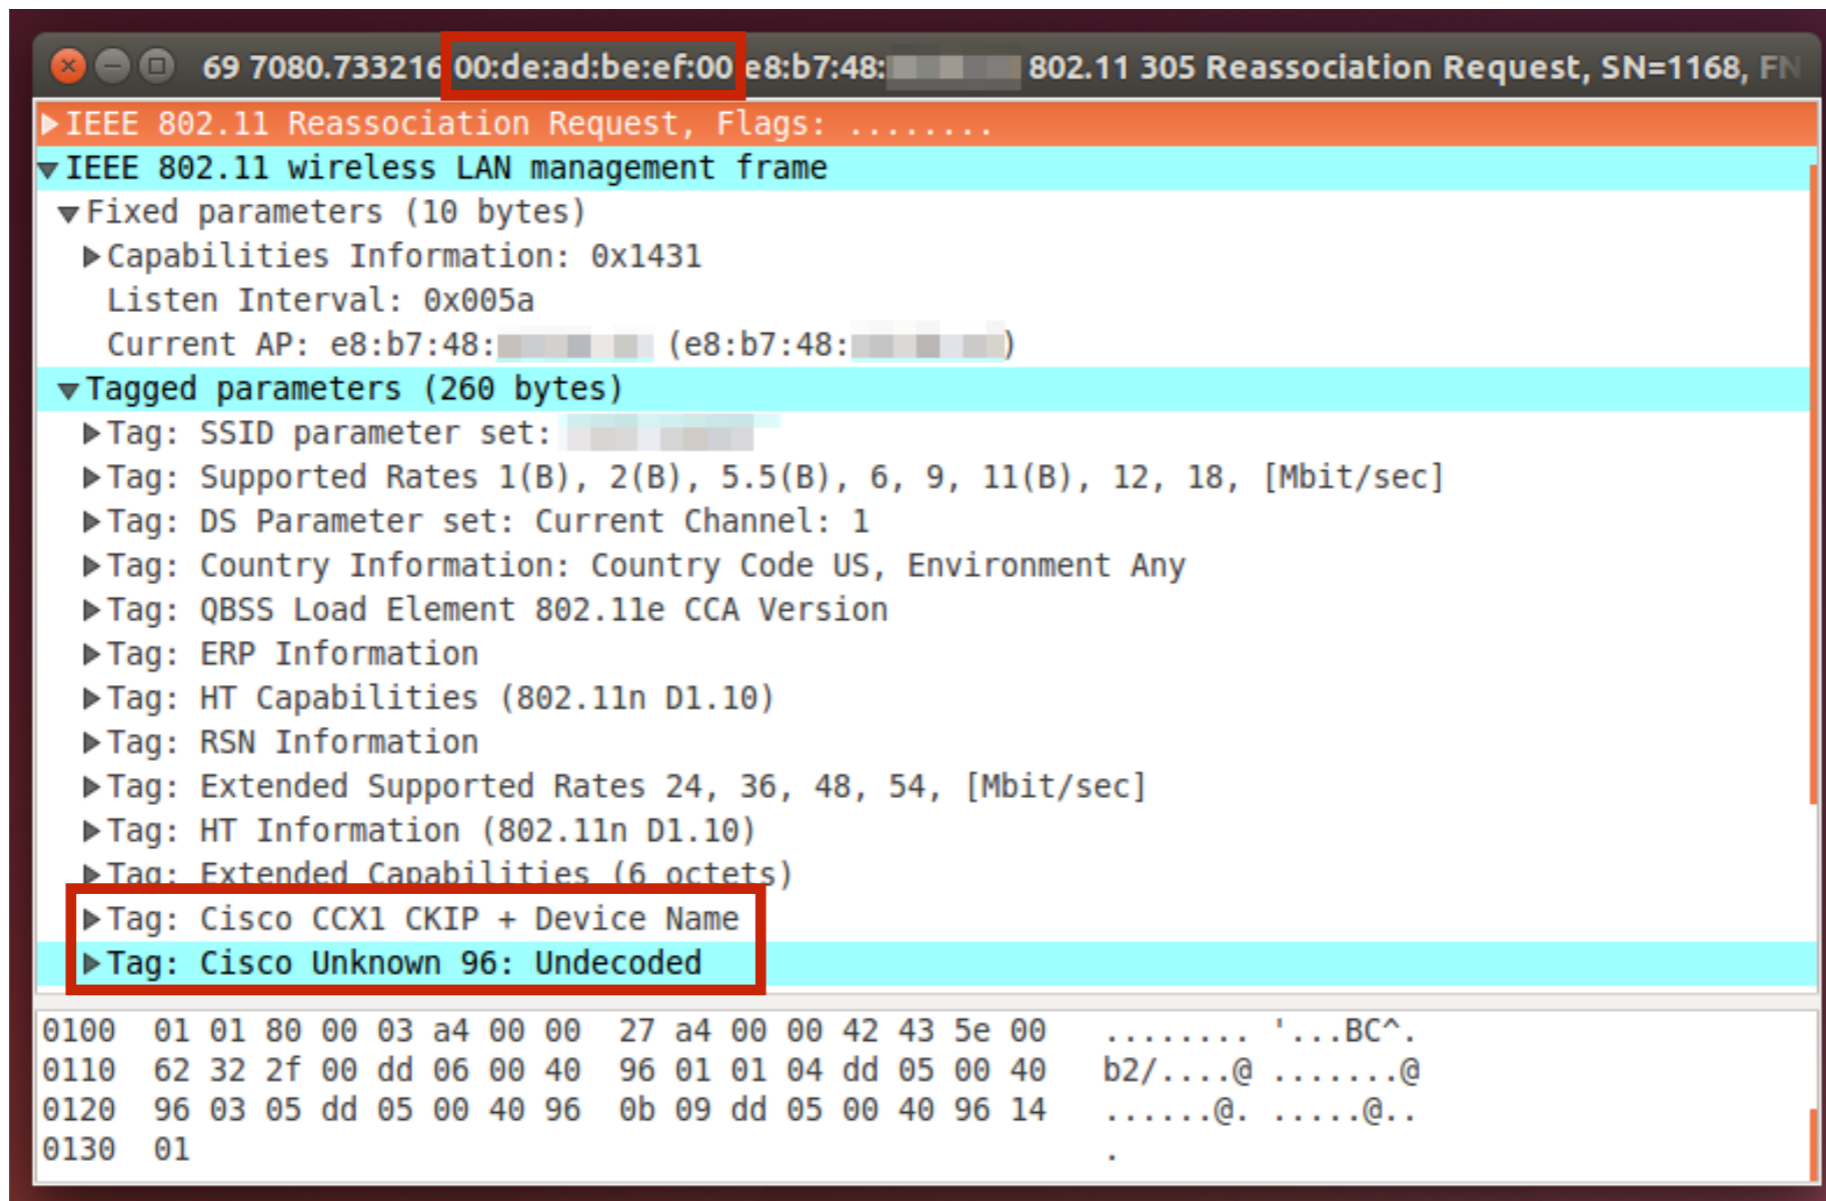 69 7080.733216 00:de:ad:be:ef:00 e8:b7:48: 802.11 305 Reassociation Request, SN=1168, FN
IEEE 802.11 Reassociation Request, Flags: ........
IEEE 802.11 wireless LAN management frame
Fixed parameters (10 bytes)
Capabilities Information: 0x1431
Listen Interval: 0x005a
Current AP: e8:b7:48: (e8:b7:48: )
Tagged parameters (260 bytes)
Tag: SSID parameter set:
Tag: Supported Rates 1(B), 2(B), 5.5(B), 6, 9, 11(B), 12, 18, [Mbit/sec]
Tag: DS Parameter set: Current Channel: 1
Tag: Country Information: Country Code US, Environment Any
Tag: QBSS Load Element 802.11e CCA Version
Tag: ERP Information
Tag: HT Capabilities (802.11n D1.10)
Tag: RSN Information
Tag: Extended Supported Rates 24, 36, 48, 54, [Mbit/sec]
Tag: HT Information (802.11n D1.10)
Tag: Extended Capabilities (6 octets)
Tag: Cisco CCX1 CKIP + Device Name
Tag: Cisco Unknown 96: Undecoded
0100 01 01 80 00 03 a4 00 00 27 a4 00 00 42 43 5e 00 ........ '...BC^.
0110 62 32 2f 00 dd 06 00 40 96 01 01 04 dd 05 00 40 b2/....@ .......@
0120 96 03 05 dd 05 00 40 96 0b 09 dd 05 00 40 96 14 ......@. .....@..
0130 01 .